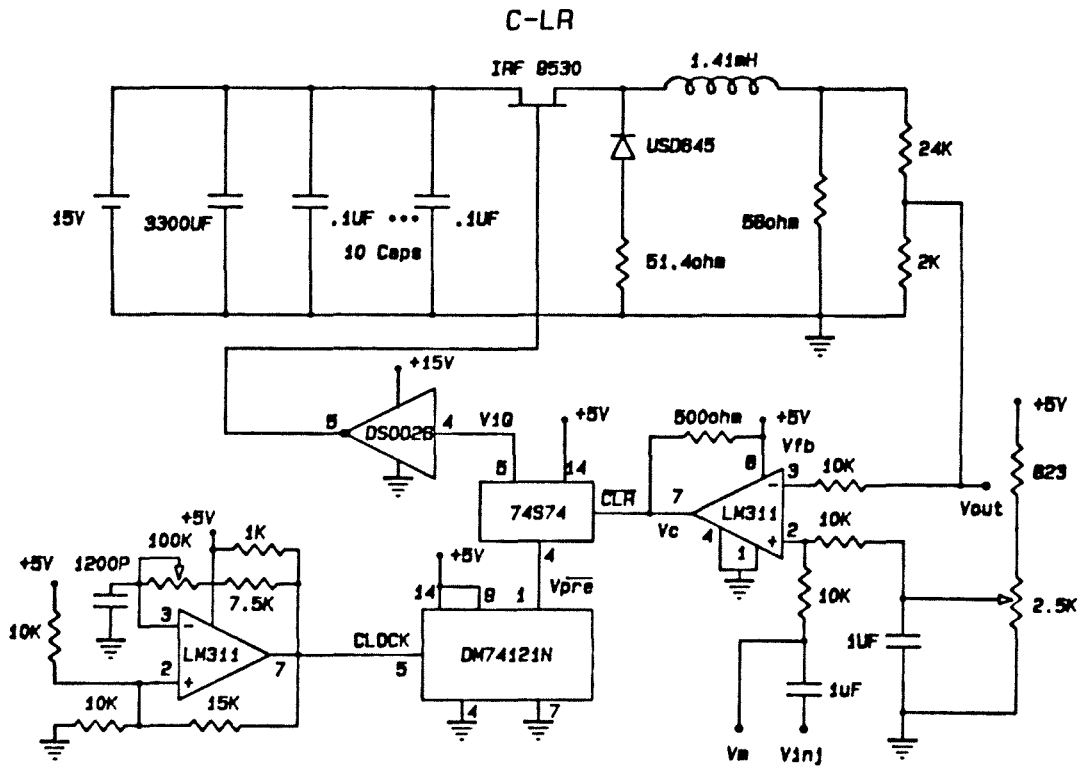 C-LR
IRF 9530
1.41mH
USD845
24K
15V
3300UF
.1UF ••• .1UF
10 Caps
58ohm
51.4ohm
2K
+15V
5
DS0026
4
V1Q
+5V
500ohm
+5V
Vfb
+5V
5
14
6
3
10K
823
74S74
CLR
7
Vc
LM311
-
+
4
1
2
10K
Vout
4
Vpre
10K
2.5K
1UF
1uF
Vm
Vinj
+5V
1K
100K
+5V
1200P
7.5K
10K
3
-
LM311
7
2
+
10K
15K
CLOCK
+5V
14
9
1
5
DM74121N
4
7